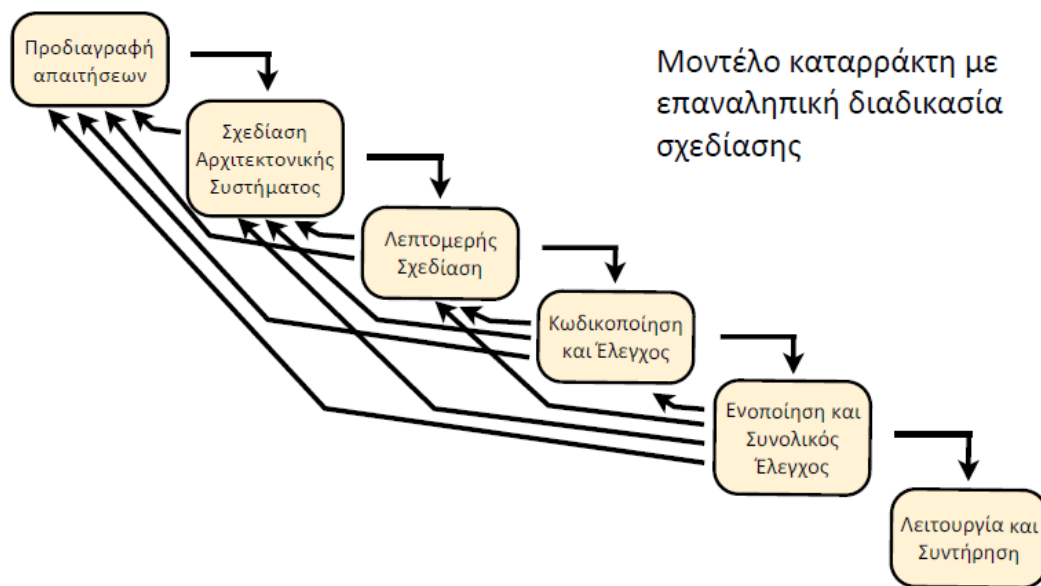 Προδιαγραφή
απαιτήσεων
Μοντέλο καταρράκτη με
επαναληπική διαδικασία
σχεδίασης
Σχεδίαση
Αρχιτεκτονικής
Συστήματος
Λεπτομερής
Σχεδίαση
Κωδικοποίηση
και Έλεγχος
Ενοποίηση και
Συνολικός
Έλεγχος
Λειτουργία και
Συντήρηση